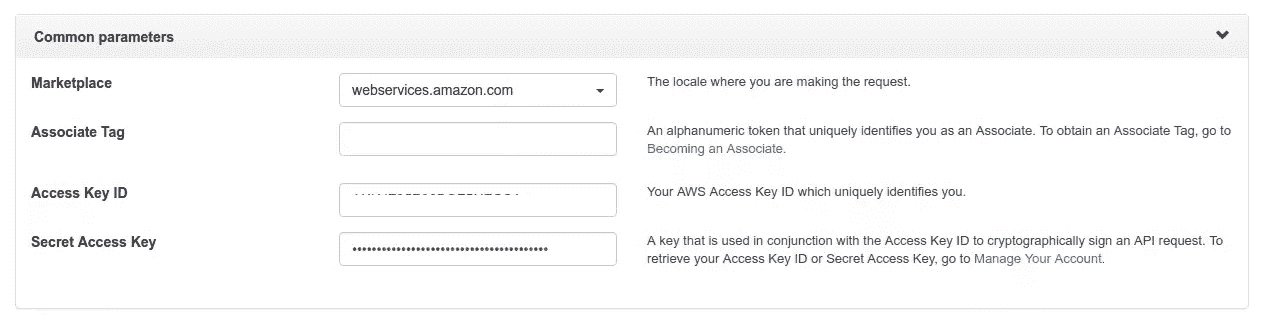 Common parameters
Marketplace
webservices.amazon.com
The locale where you are making the request.
Associate Tag
An alphanumeric token that uniquely identifies you as an Associate. To obtain an Associate Tag, go to
Becoming an Associate.
Access Key ID
Your AWS Access Key ID which uniquely identifies you.
Secret Access Key
••••••••••••••••••••••••••••••••••••••••
A key that is used in conjunction with the Access Key ID to cryptographically sign an API request. To
retrieve your Access Key ID or Secret Access Key, go to Manage Your Account.